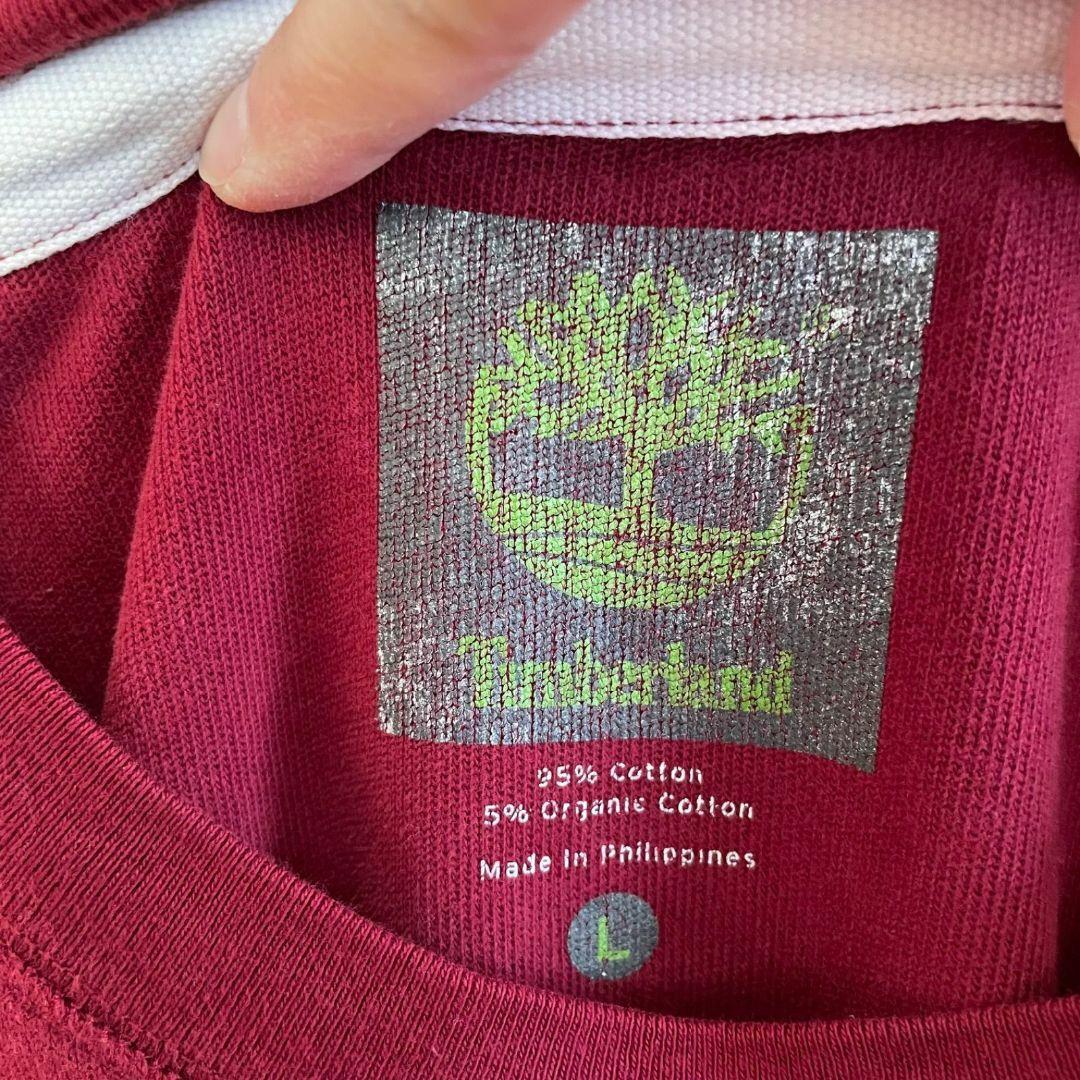 Timberland
95% Cotton
5% Organic Cotton
Made in Philippines
L